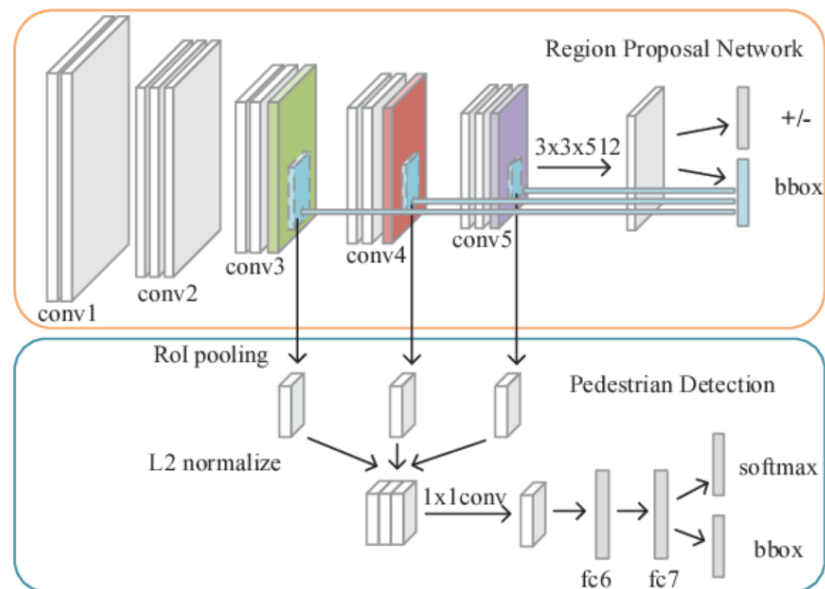 Region Proposal Network
+/-
3x3x512
bbox
conv5
conv4
conv3
conv2
conv1
RoI pooling
Pedestrian Detection
L2 normalize
softmax
1x1conv
bbox
fc6
fc7